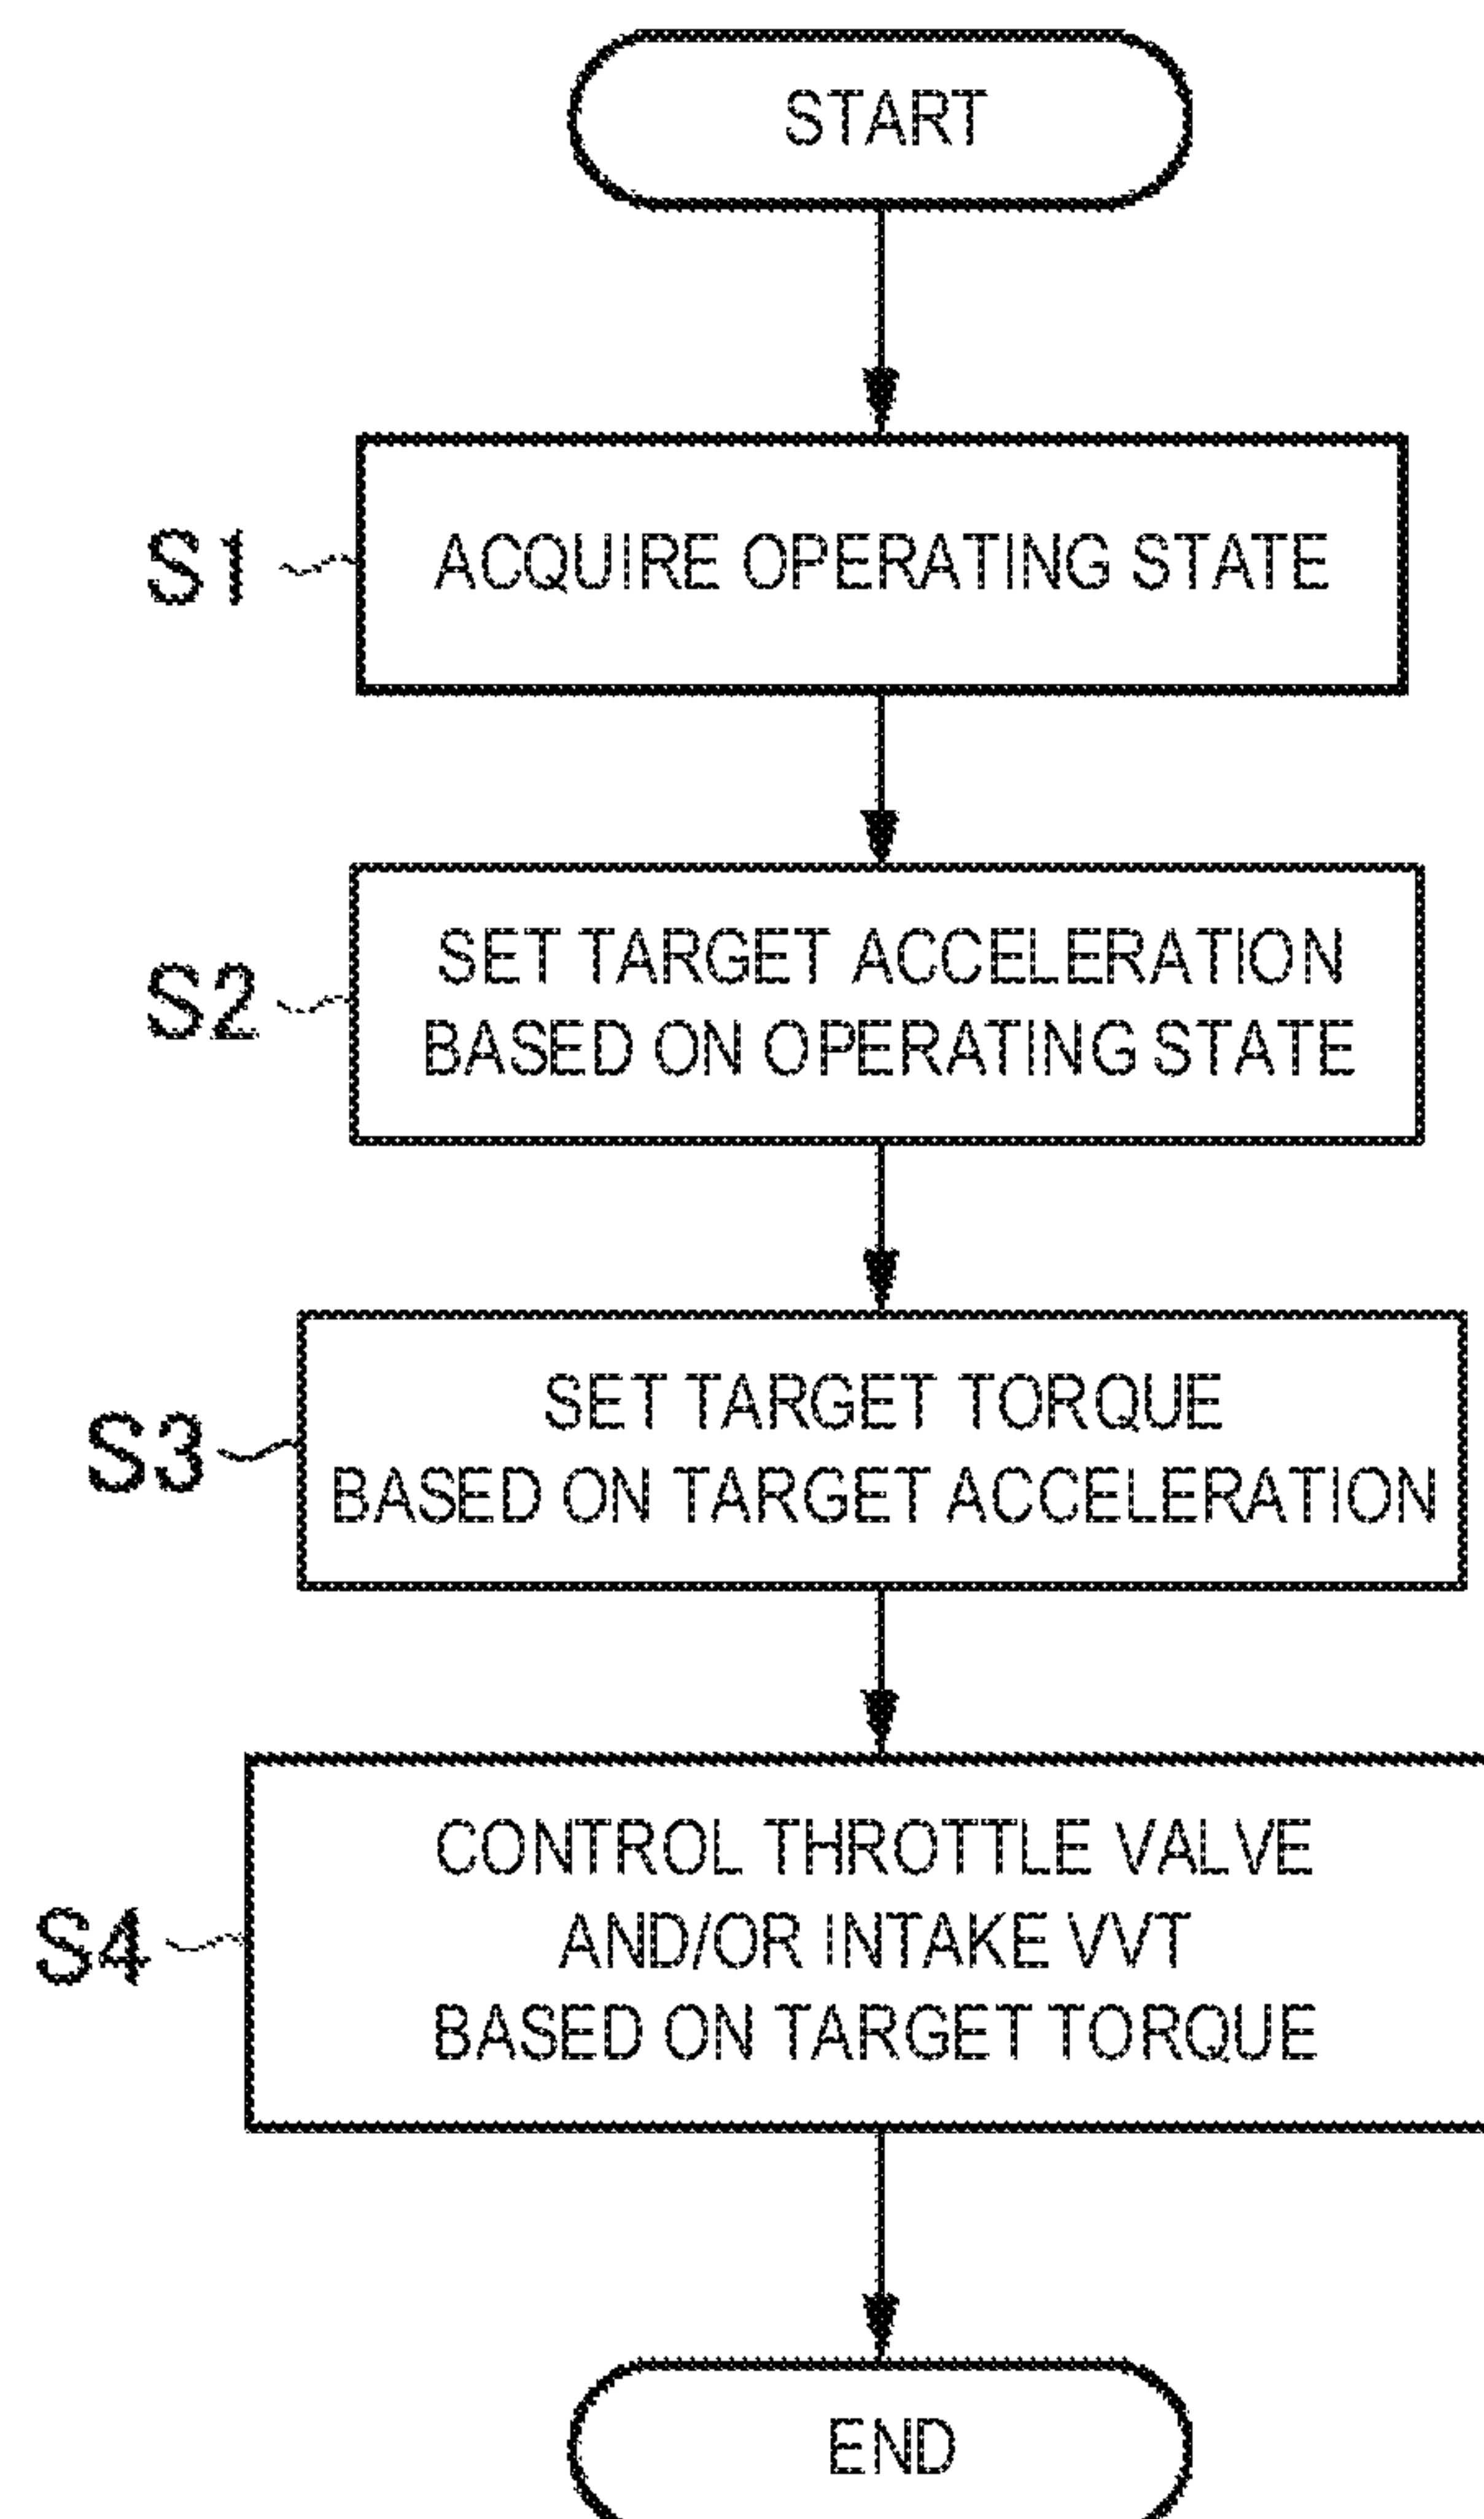 START
S1
ACQUIRE OPERATING STATE
S2
SET TARGET ACCELERATION
BASED ON OPERATING STATE
S3
SET TARGET TORQUE
BASED ON TARGET ACCELERATION
S4
CONTROL THROTTLE VALVE
AND/OR INTAKE VVT
BASED ON TARGET TORQUE
END